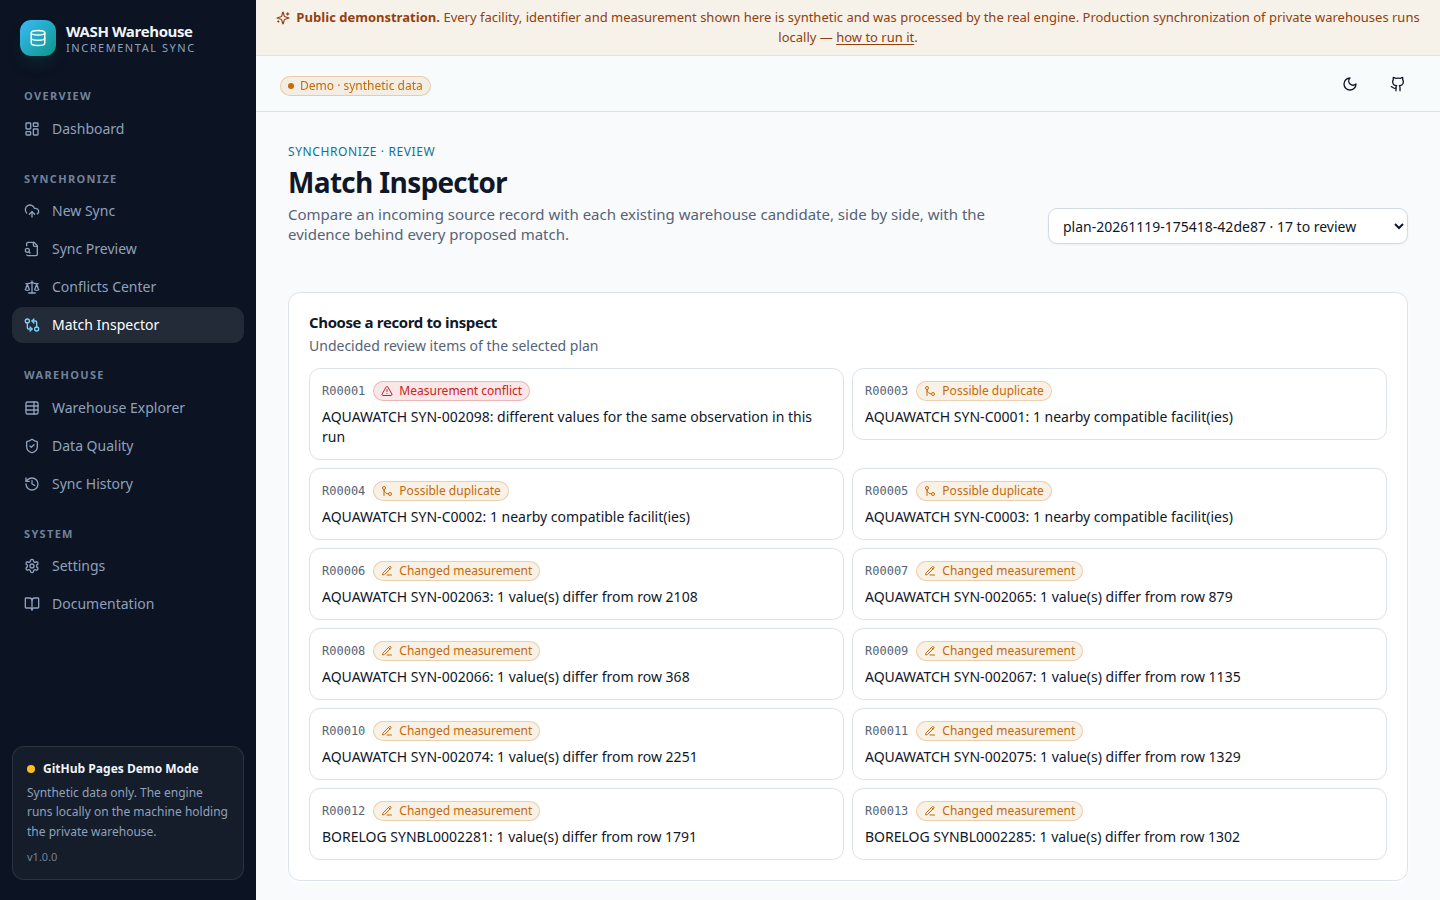 WASH Warehouse
INCREMENTAL SYNC
OVERVIEW
Dashboard
SYNCHRONIZE
New Sync
Sync Preview
Conflicts Center
Match Inspector
WAREHOUSE
Warehouse Explorer
Data Quality
Sync History
SYSTEM
Settings
Documentation
GitHub Pages Demo Mode
Synthetic data only. The engine
runs locally on the machine holding
the private warehouse.
v1.0.0
Public demonstration. Every facility, identifier and measurement shown here is synthetic and was processed by the real engine. Production synchronization of private warehouses runs
locally — how to run it.
Demo · synthetic data
SYNCHRONIZE · REVIEW
Match Inspector
Compare an incoming source record with each existing warehouse candidate, side by side, with the
evidence behind every proposed match.
plan-20261119-175418-42de87 · 17 to review
Choose a record to inspect
Undecided review items of the selected plan
R00001 Measurement conflict
AQUAWATCH SYN-002098: different values for the same observation in this
run
R00003 Possible duplicate
AQUAWATCH SYN-C0001: 1 nearby compatible facilit(ies)
R00004 Possible duplicate
AQUAWATCH SYN-C0002: 1 nearby compatible facilit(ies)
R00005 Possible duplicate
AQUAWATCH SYN-C0003: 1 nearby compatible facilit(ies)
R00006 Changed measurement
AQUAWATCH SYN-002063: 1 value(s) differ from row 2108
R00007 Changed measurement
AQUAWATCH SYN-002065: 1 value(s) differ from row 879
R00008 Changed measurement
AQUAWATCH SYN-002066: 1 value(s) differ from row 368
R00009 Changed measurement
AQUAWATCH SYN-002067: 1 value(s) differ from row 1135
R00010 Changed measurement
AQUAWATCH SYN-002074: 1 value(s) differ from row 2251
R00011 Changed measurement
AQUAWATCH SYN-002075: 1 value(s) differ from row 1329
R00012 Changed measurement
BORELOG SYNBL0002281: 1 value(s) differ from row 1791
R00013 Changed measurement
BORELOG SYNBL0002285: 1 value(s) differ from row 1302